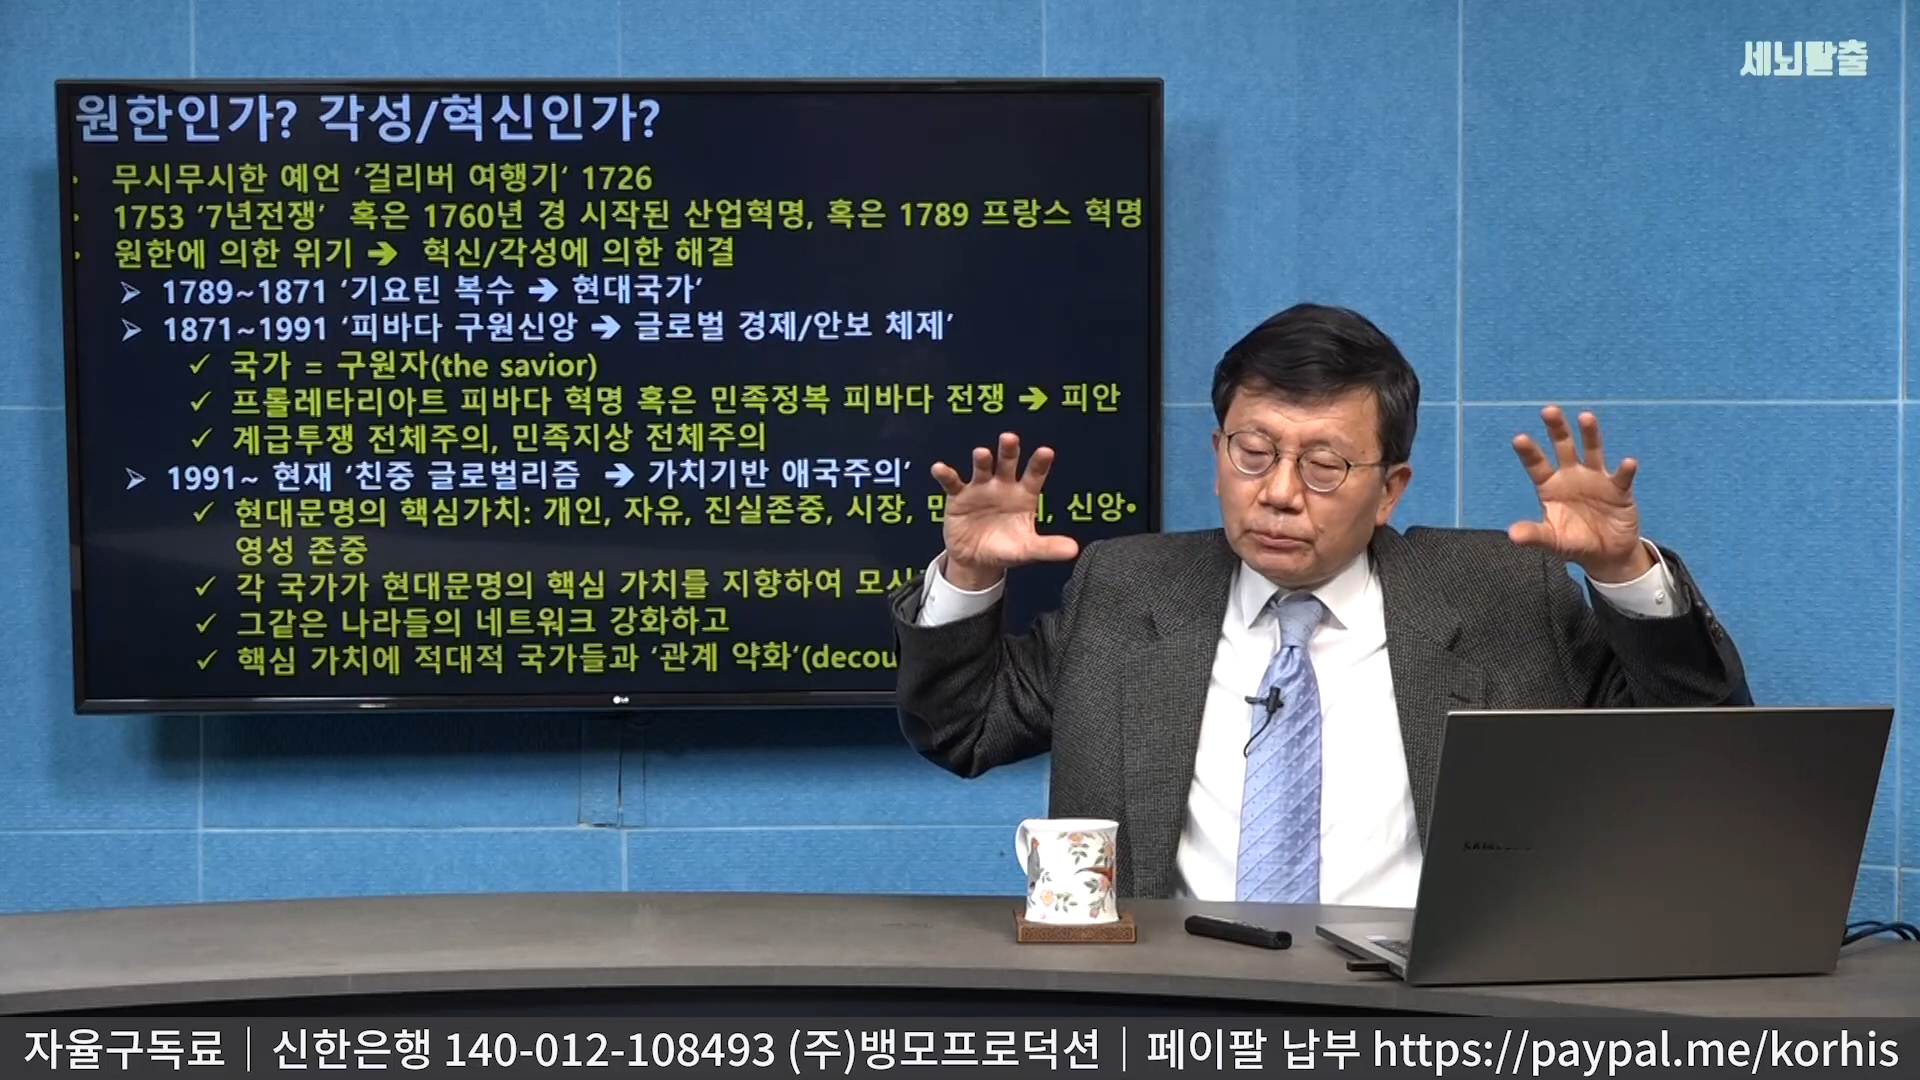 세뇌탈출
원한인가? 각성/혁신인가?
• 무시무시한 예언 ‘걸리버 여행기‘ 1726
• 1753 ‘7년전쟁’ 혹은 1760년 경 시작된 산업혁명, 혹은 1789 프랑스 혁명
• 원한에 의한 위기 ➔ 혁신/각성에 의한 해결
➢ 1789~1871 ‘기요틴 복수 ➔ 현대국가’
➢ 1871~1991 ‘피바다 구원신앙 ➔ 글로벌 경제/안보 체제’
✓ 국가 = 구원자(the savior)
✓ 프롤레타리아트 피바다 혁명 혹은 민족정복 피바다 전쟁 ➔ 피안
✓ 계급투쟁 전체주의, 민족지상 전체주의
➢ 1991~ 현재 ‘친중 글로벌리즘 ➔ 가치기반 애국주의’
✓ 현대문명의 핵심가치: 개인, 자유, 진실존중, 시장, 신앙•
영성 존중
✓ 각 국가가 현대문명의 핵심 가치를 지향하여
✓ 그같은 나라들의 네트워크 강화하고
✓ 핵심 가치에 적대적 국가들과 ‘관계 약화‘(decou
LG
SAMSUNG
자율구독료｜신한은행 140-012-108493 (주)뱅모프로덕션｜페이팔 납부 https://paypal.me/korhis